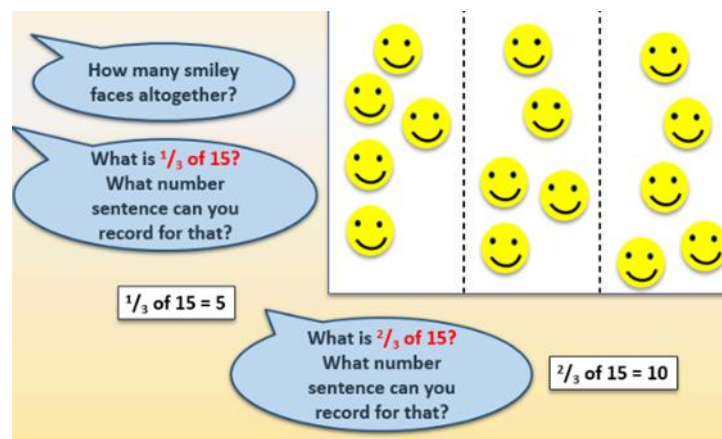 How many smiley
faces altogether?
What is 1/3 of 15?
What number
sentence can you
record for that?
1/3 of 15 = 5
What is 2/3 of 15?
What number
sentence can you
record for that?
2/3 of 15 = 10